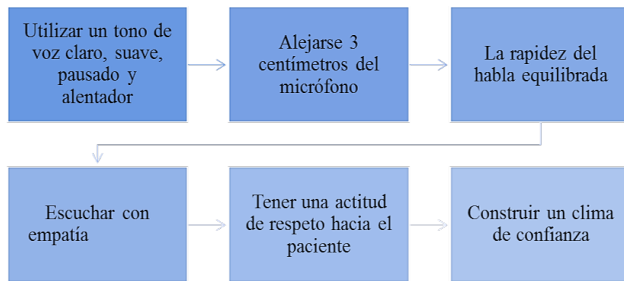 Utilizar un tono de
voz claro, suave,
pausado y
alentador
Alejarse 3
centímetros del
micrófono
La rapidez del
habla equilibrada
Escuchar con
empatía
Tener una actitud
de respeto hacia el
paciente
Construir un clima
de confianza